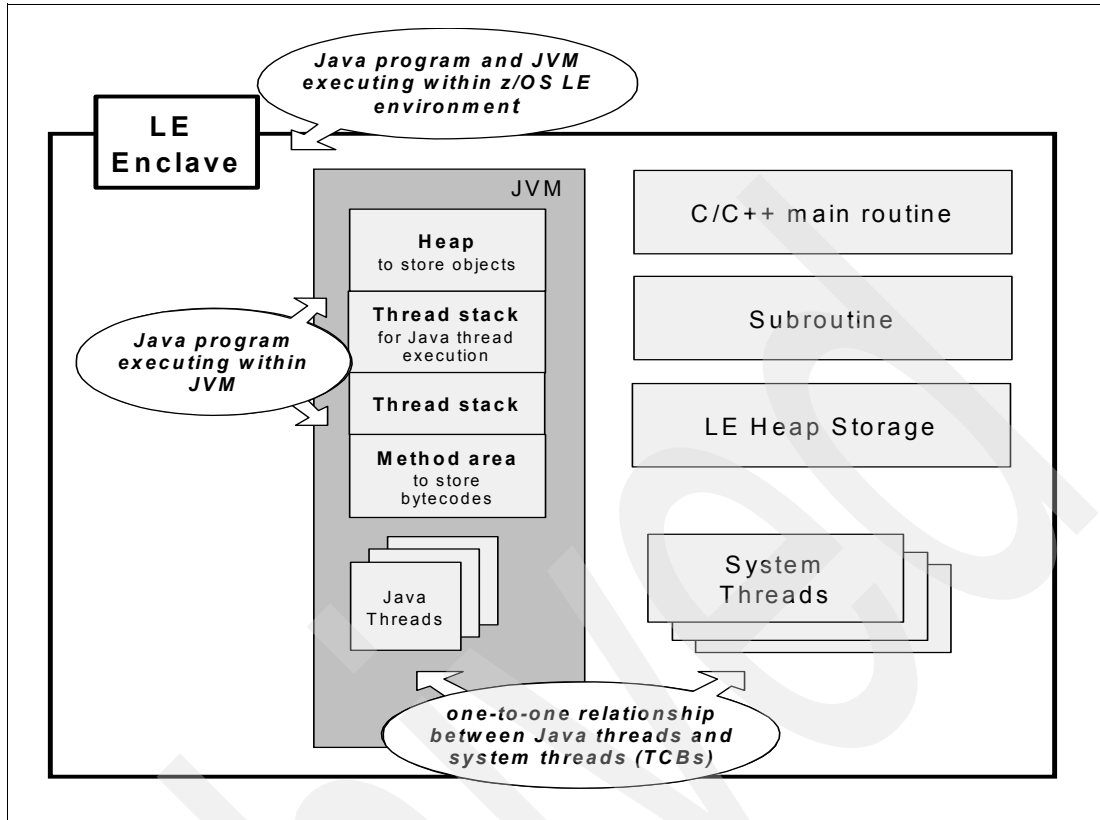 Java program and JVM
executing within z/OS LE
environment
LE
Enclave
JVM
Heap
to store objects
Thread stack
for Java thread
execution
Thread stack
Method area
to store
bytecodes
Java program
executing within
JVM
Java
Threads
C/C++ main routine
Subroutine
LE Heap Storage
System
Threads
one-to-one relationship
between Java threads and
system threads (TCBs)